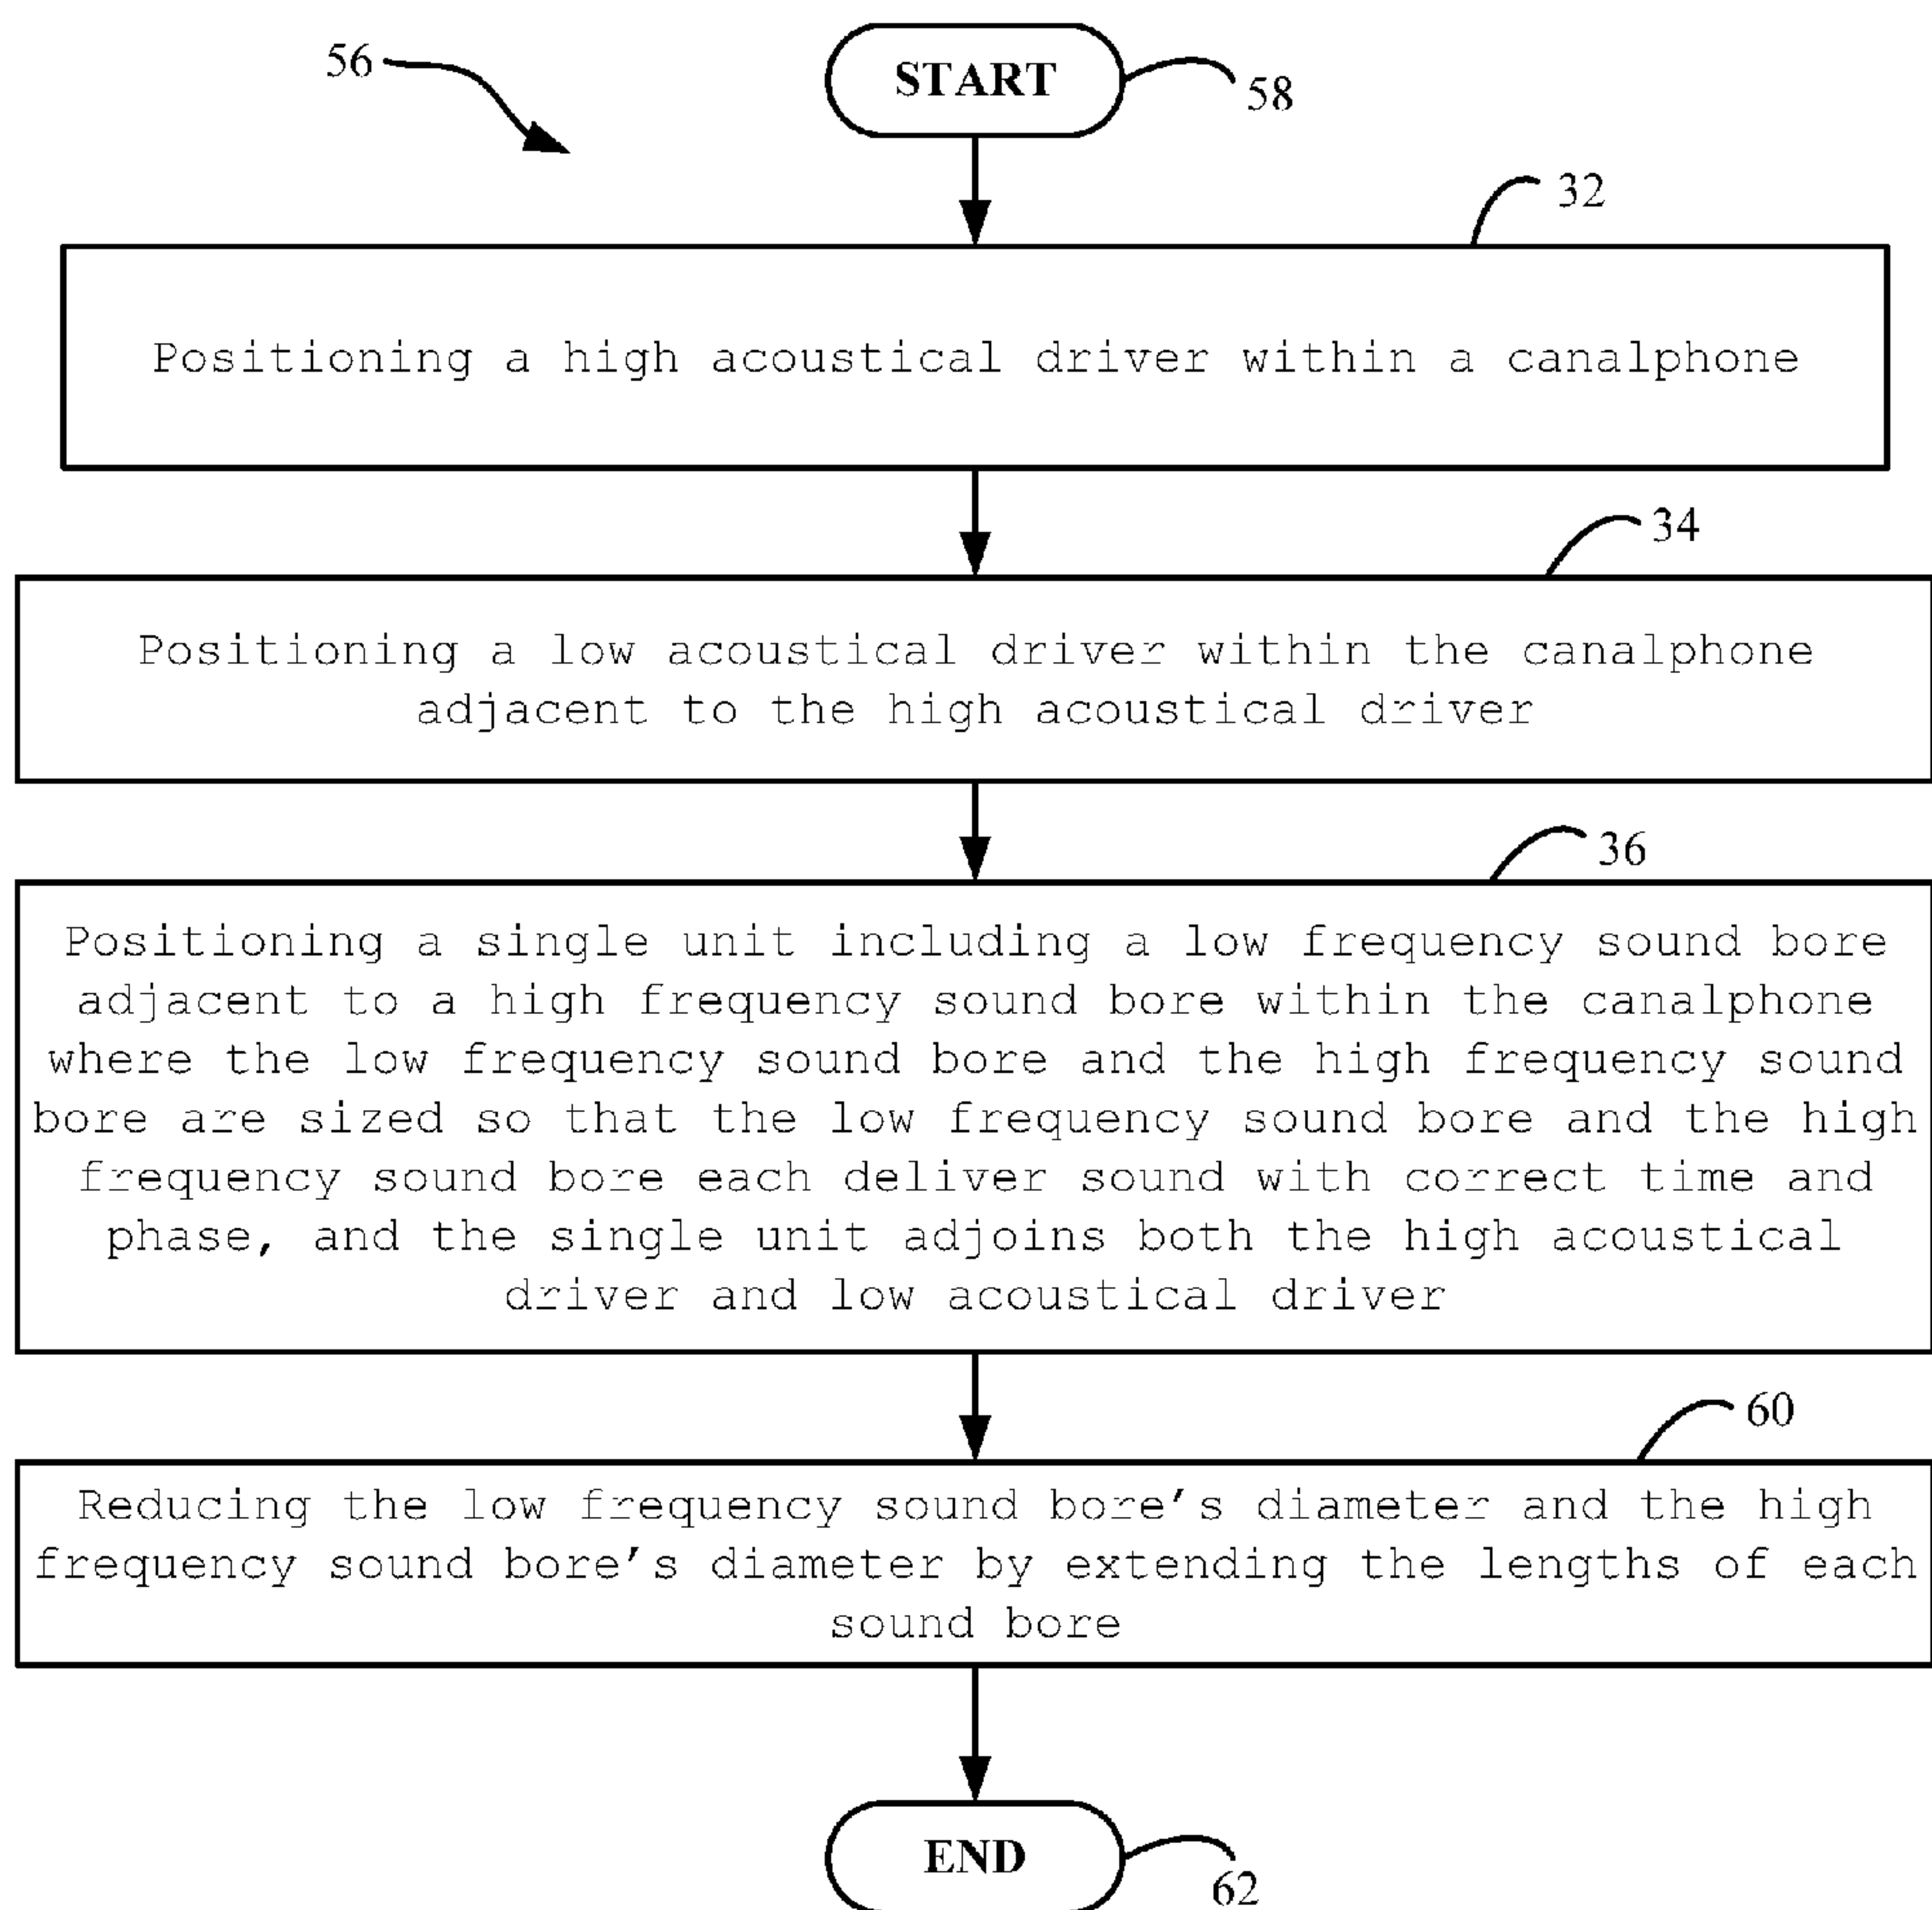 56
START
58
32
Positioning a high acoustical driver within a canalphone
34
Positioning a low acoustical driver within the canalphone
adjacent to the high acoustical driver
36
Positioning a single unit including a low frequency sound bore
adjacent to a high frequency sound bore within the canalphone
where the low frequency sound bore and the high frequency sound
bore are sized so that the low frequency sound bore and the high
frequency sound bore each deliver sound with correct time and
phase, and the single unit adjoins both the high acoustical
driver and low acoustical driver
60
Reducing the low frequency sound bore’s diameter and the high
frequency sound bore’s diameter by extending the lengths of each
sound bore
END
62